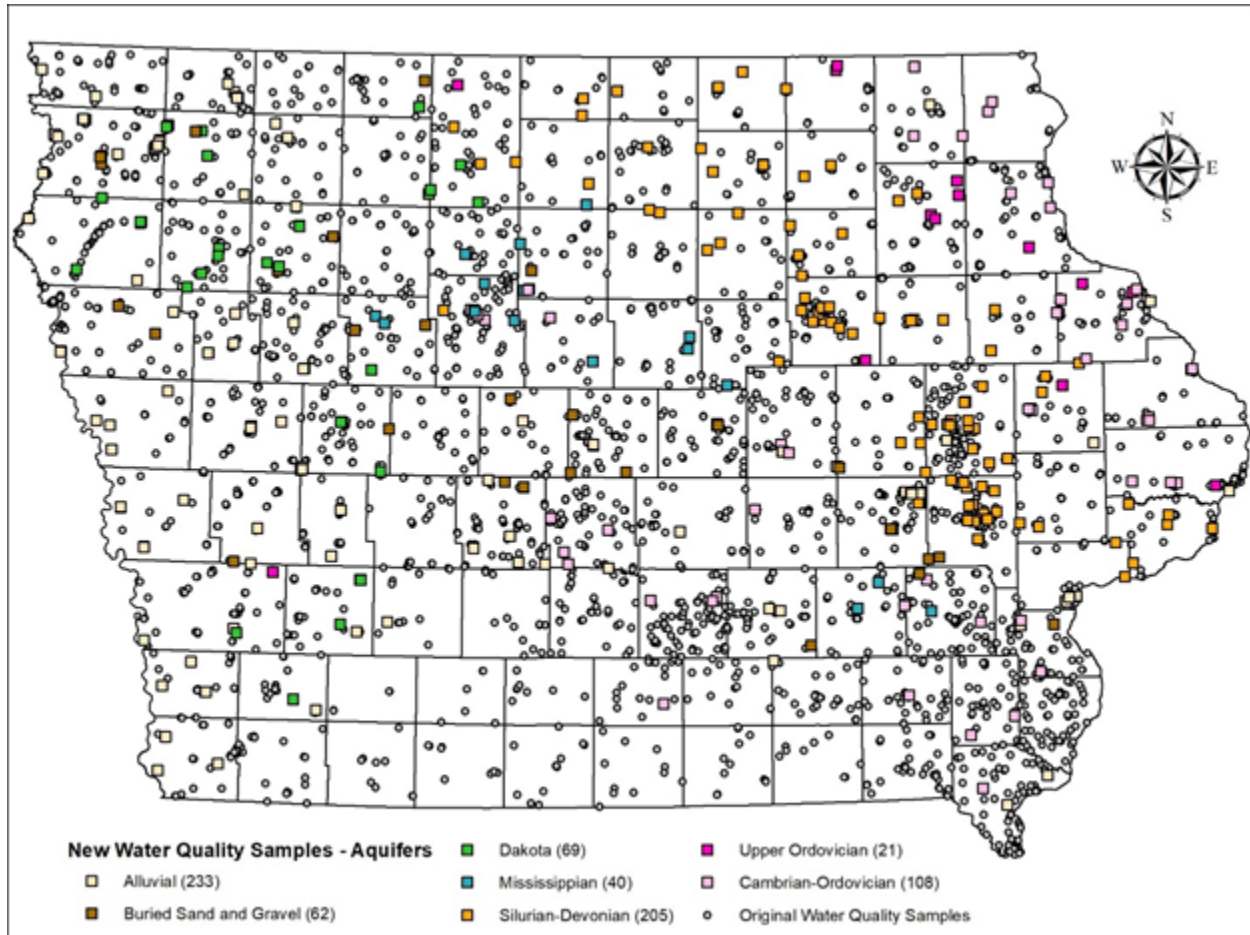 N
W E
S
New Water Quality Samples - Aquifers
Alluvial (233)
Buried Sand and Gravel (62)
Dakota (69)
Mississippian (40)
Silurian-Devonian (205)
Upper Ordovician (21)
Cambrian-Ordovician (108)
Original Water Quality Samples